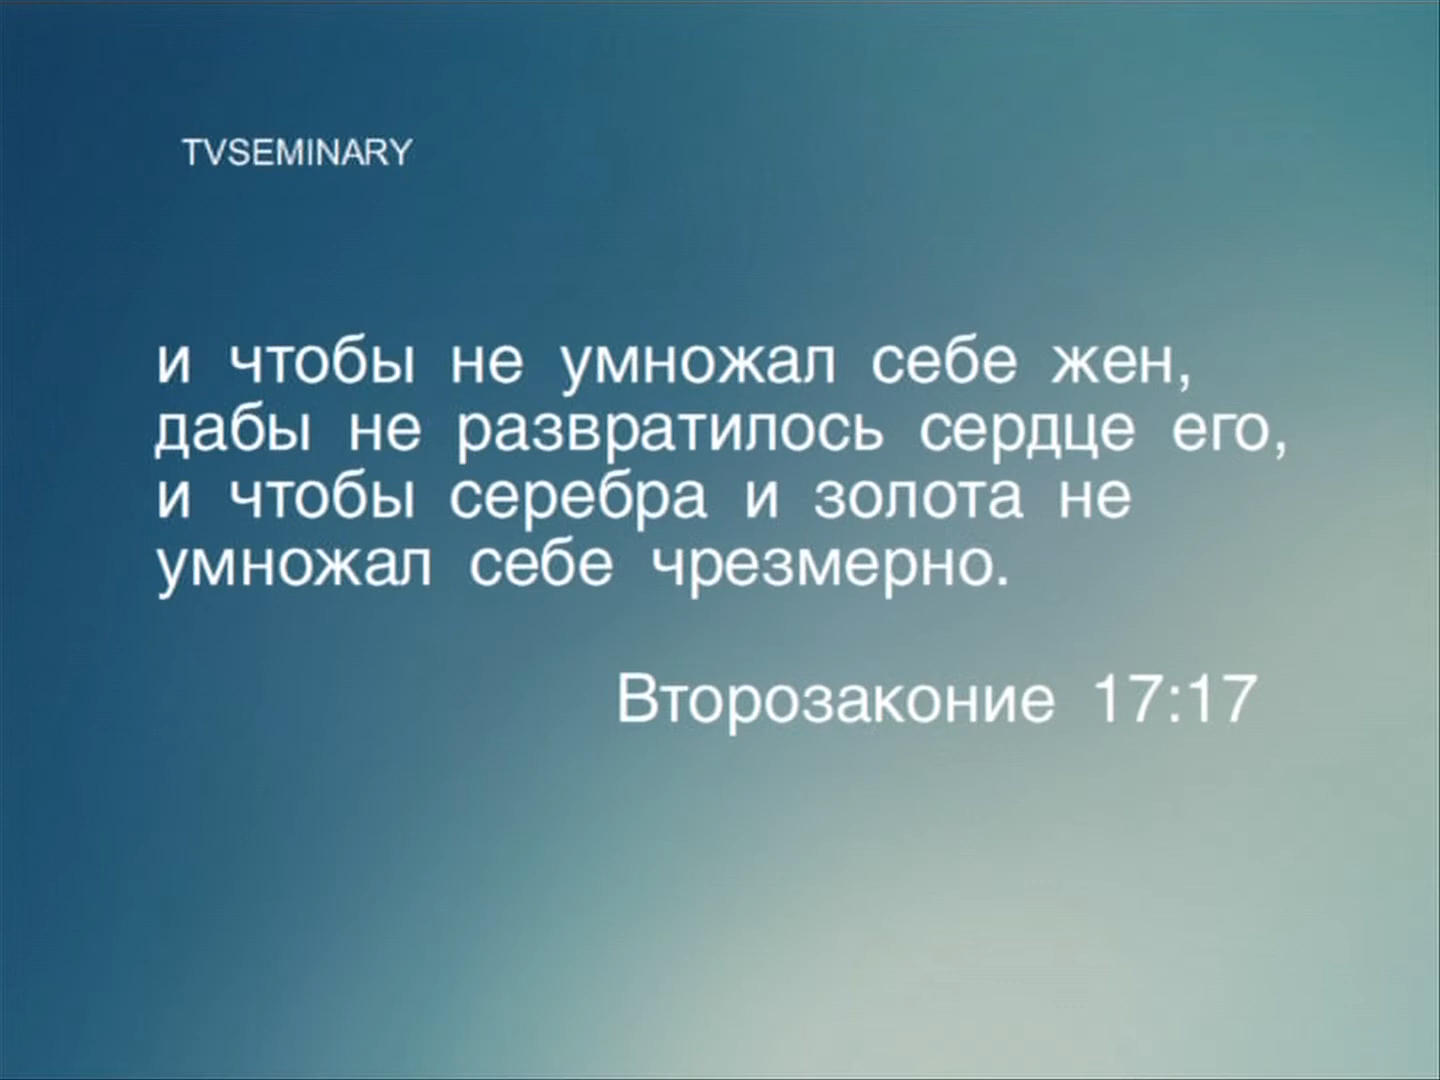 TVSEMINARY
и чтобы не умножал себе жен,
дабы не развратилось сердце его,
и чтобы серебра и золота не
умножал себе чрезмерно.
Второзаконие 17:17